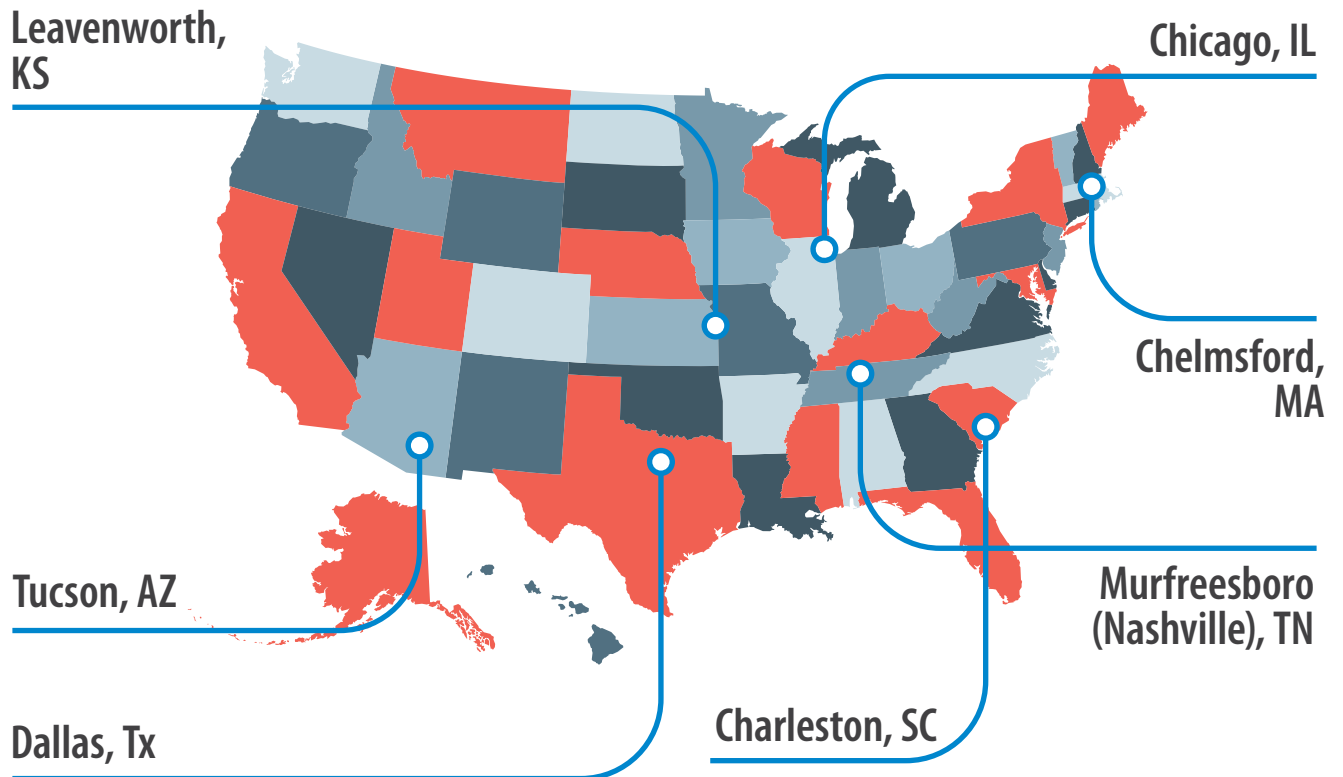 Leavenworth,
KS
Chicago, IL
Chelmsford,
MA
Tucson, AZ
Murfreesboro
(Nashville), TN
Dallas, Tx
Charleston, SC